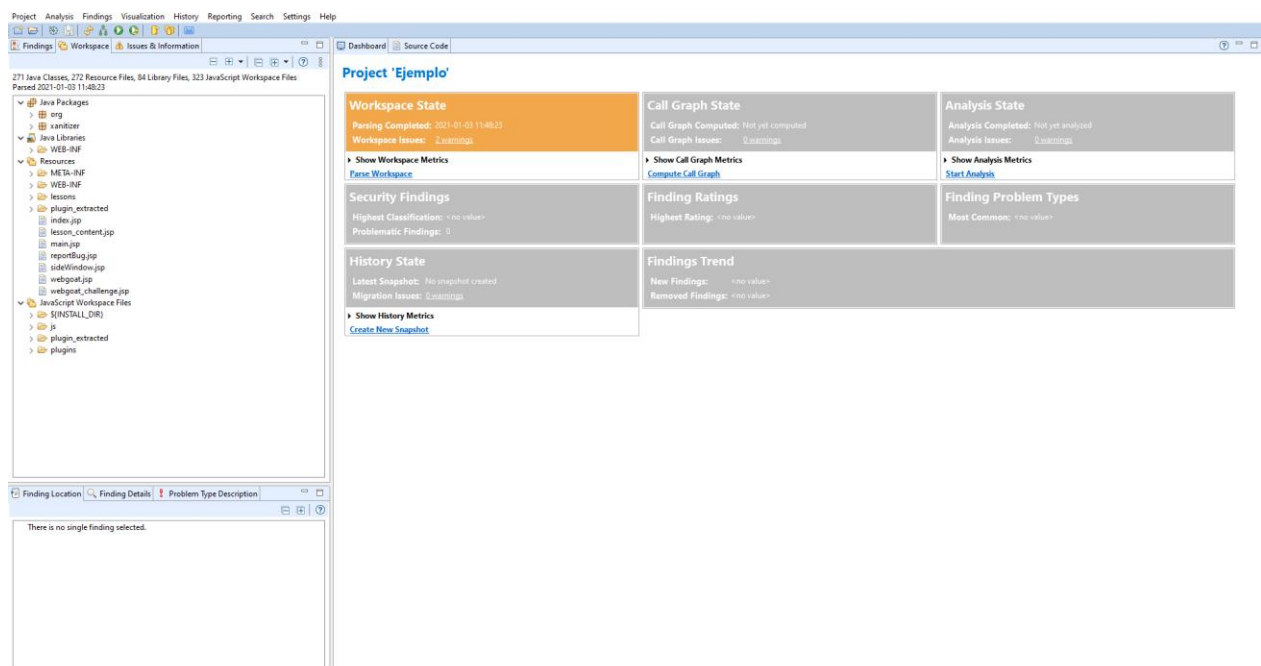 Project Analysis Findings Visualization History Reporting Search Settings Help
Findings Workspace Issues & Information
271 Java Classes, 272 Resource Files, 84 Library Files, 323 JavaScript Workspace Files
Parsed 2021-01-03 11:48:23
Java Packages
org
xanitizer
Java Libraries
WEB-INF
Resources
META-INF
WEB-INF
lessons
plugin_extracted
index.jsp
lesson_content.jsp
main.jsp
reportBug.jsp
sideWindow.jsp
webgoat.jsp
webgoat_challenge.jsp
JavaScript Workspace Files
${INSTALL_DIR}
js
plugin_extracted
plugins
Finding Location Finding Details Problem Type Description
There is no single finding selected.
Dashboard Source Code
Project 'Ejemplo'
Workspace State
Parsing Completed: 2021-01-03 11:48:23
Workspace Issues: 2 warnings
Show Workspace Metrics
Parse Workspace
Call Graph State
Call Graph Computed: Not yet computed
Call Graph Issues: 0 warnings
Show Call Graph Metrics
Compute Call Graph
Analysis State
Analysis Completed: Not yet analyzed
Analysis Issues: 0 warnings
Show Analysis Metrics
Start Analysis
Security Findings
Highest Classification: <no value>
Problematic Findings: 0
Finding Ratings
Highest Rating: <no value>
Finding Problem Types
Most Common: <no value>
History State
Latest Snapshot: No snapshot created
Migration Issues: 0 warnings
Show History Metrics
Create New Snapshot
Findings Trend
New Findings: <no value>
Removed Findings: <no value>